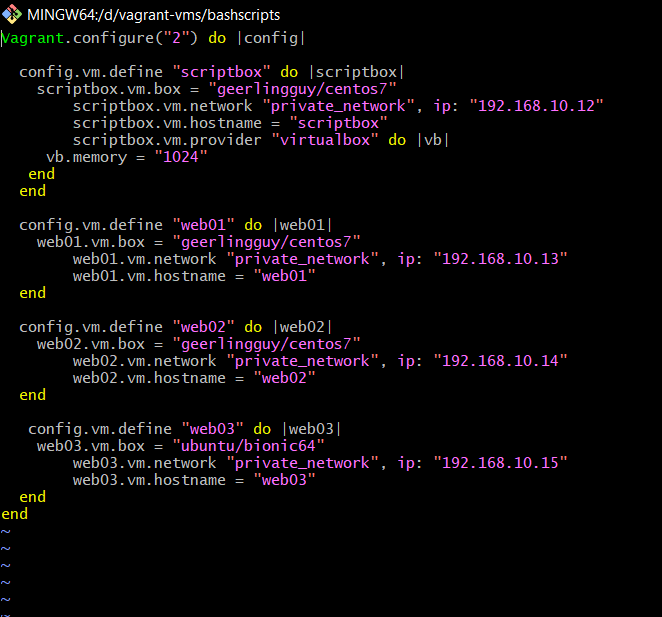 MINGW64:/d/vagrant-vms/bashscripts
Vagrant.configure("2") do |config|
config.vm.define "scriptbox" do |scriptbox|
scriptbox.vm.box = "geerlingguy/centos7"
scriptbox.vm.network "private_network", ip: "192.168.10.12"
scriptbox.vm.hostname = "scriptbox"
scriptbox.vm.provider "virtualbox" do |vb|
vb.memory = "1024"
end
end
config.vm.define "web01" do |web01|
web01.vm.box = "geerlingguy/centos7"
web01.vm.network "private_network", ip: "192.168.10.13"
web01.vm.hostname = "web01"
end
config.vm.define "web02" do |web02|
web02.vm.box = "geerlingguy/centos7"
web02.vm.network "private_network", ip: "192.168.10.14"
web02.vm.hostname = "web02"
end
config.vm.define "web03" do |web03|
web03.vm.box = "ubuntu/bionic64"
web03.vm.network "private_network", ip: "192.168.10.15"
web03.vm.hostname = "web03"
end
end
~
~
~
~
~
~